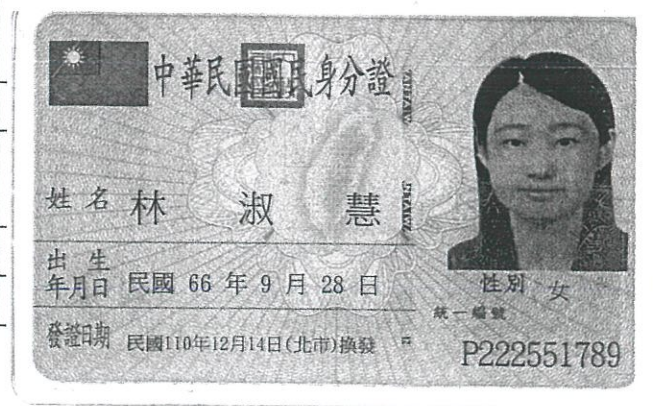 中華民國國民身分證
姓名 林淑慧
出生年月日 民國 66 年 9 月 28 日
性別 女
統一編號
發證日期 民國110年12月14日(北市)換發
P222551789